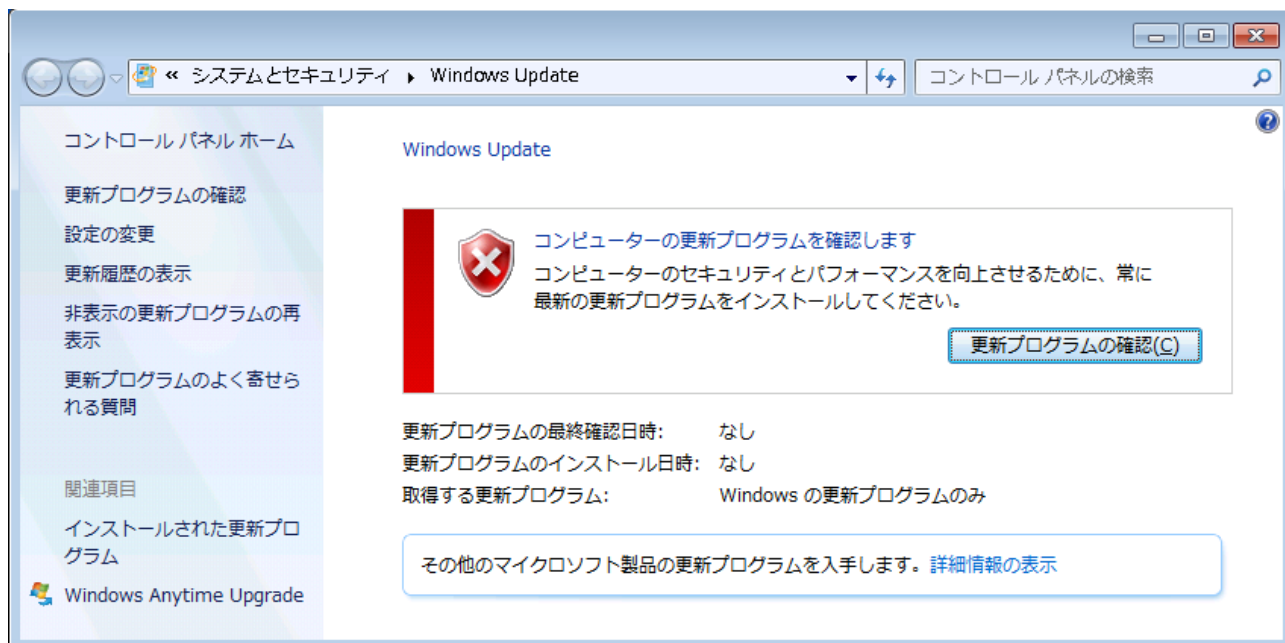 « システムとセキュリティ ▸ Windows Update
コントロール パネルの検索
コントロール パネル ホーム
更新プログラムの確認
設定の変更
更新履歴の表示
非表示の更新プログラムの再
表示
更新プログラムのよく寄せら
れる質問
関連項目
インストールされた更新プロ
グラム
Windows Anytime Upgrade
Windows Update
コンピューターの更新プログラムを確認します
コンピューターのセキュリティとパフォーマンスを向上させるために、常に
最新の更新プログラムをインストールしてください。
更新プログラムの確認(C)
更新プログラムの最終確認日時: なし
更新プログラムのインストール日時: なし
取得する更新プログラム: Windows の更新プログラムのみ
その他のマイクロソフト製品の更新プログラムを入手します。詳細情報の表示